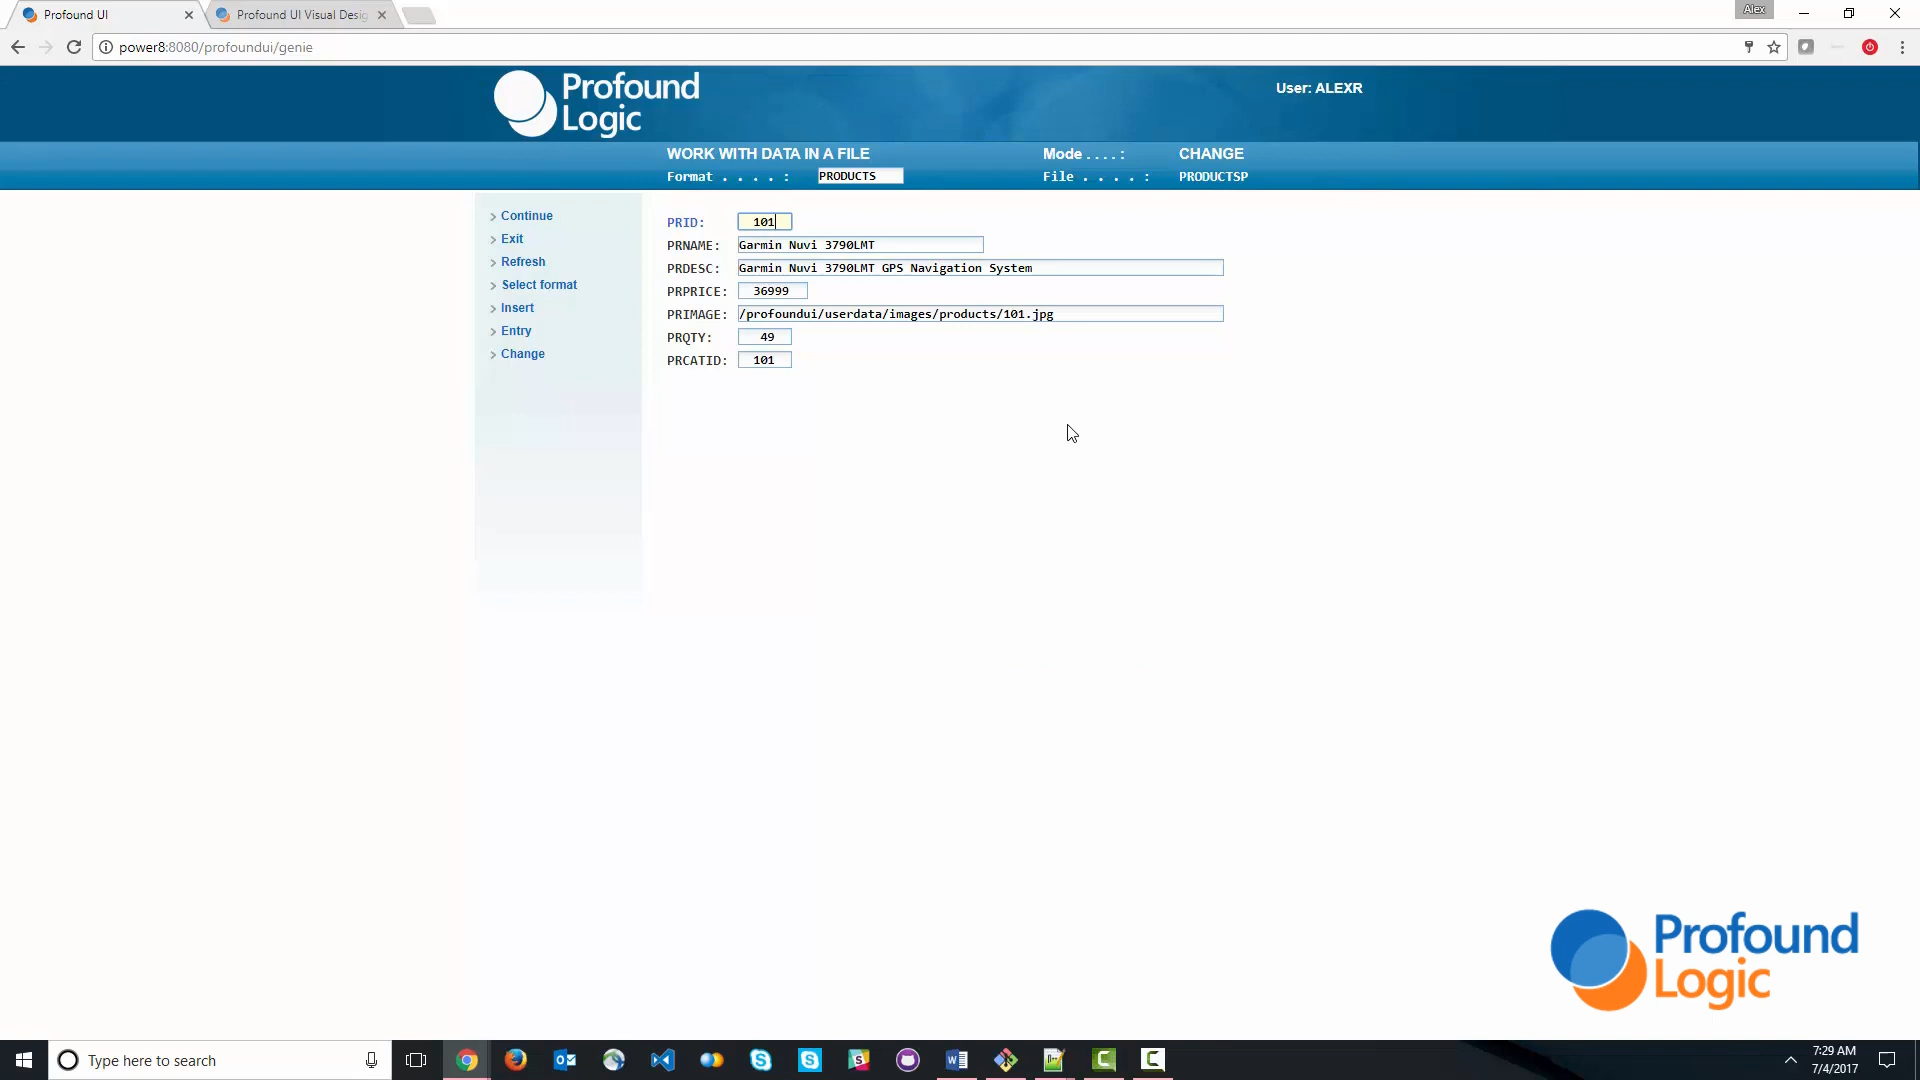 Profound UI
Profound UI Visual Desig
Alex
power8:8080/profoundui/genie
Profound
Logic
User: ALEXR
WORK WITH DATA IN A FILE
Mode . . . . :
CHANGE
Format . . . . :
PRODUCTS
File . . . . :
PRODUCTSP
Continue
Exit
Refresh
Select format
Insert
Entry
Change
PRID: 101
PRNAME: Garmin Nuvi 3790LMT
PRDESC: Garmin Nuvi 3790LMT GPS Navigation System
PRPRICE: 36999
PRIMAGE: /profoundui/userdata/images/products/101.jpg
PRQTY: 49
PRCATID: 101
Profound
Logic
Type here to search
7:29 AM
7/4/2017